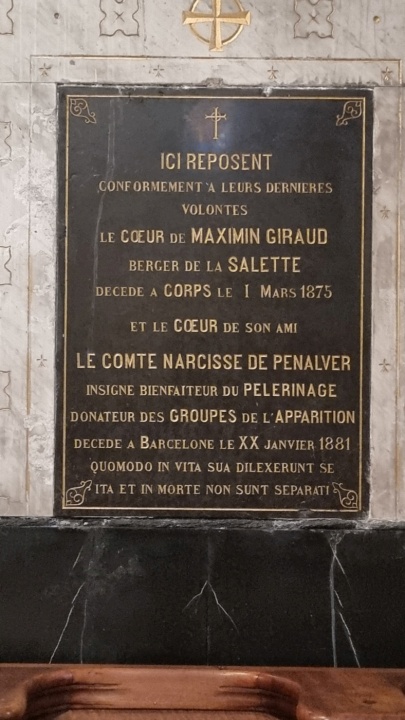 ICI REPOSENT
CONFORMEMENT A LEURS DERNIERES
VOLONTES
LE CŒUR DE MAXIMIN GIRAUD
BERGER DE LA SALETTE
DECEDE A CORPS LE I MARS 1875
ET LE CŒUR DE SON AMI
LE COMTE NARCISSE DE PENALVER
INSIGNE BIENFAITEUR DU PELERINAGE
DONATEUR DES GROUPES DE L'APPARITION
DECEDE A BARCELONE LE XX JANVIER 1881
QUOMODO IN VITA SUA DILEXERUNT SE
ITA ET IN MORTE NON SUNT SEPARATI